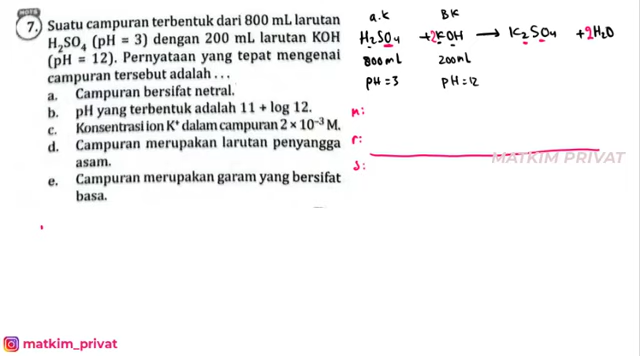 HOTS
7. Suatu campuran terbentuk dari 800 mL larutan
H₂SO₄ (pH = 3) dengan 200 mL larutan KOH
(pH = 12). Pernyataan yang tepat mengenai
campuran tersebut adalah . . .
a. Campuran bersifat netral.
b. pH yang terbentuk adalah 11 + log 12.
c. Konsentrasi ion K⁺ dalam campuran 2 × 10⁻³ M.
d. Campuran merupakan larutan penyangga
asam.
e. Campuran merupakan garam yang bersifat
basa.
a.k BK
H₂SO₄ + 2KOH → K₂SO₄ + 2H₂O
800mL 200mL
pH=3 pH=12
m:
r:
s:
MATKIM PRIVAT
matkim_privat